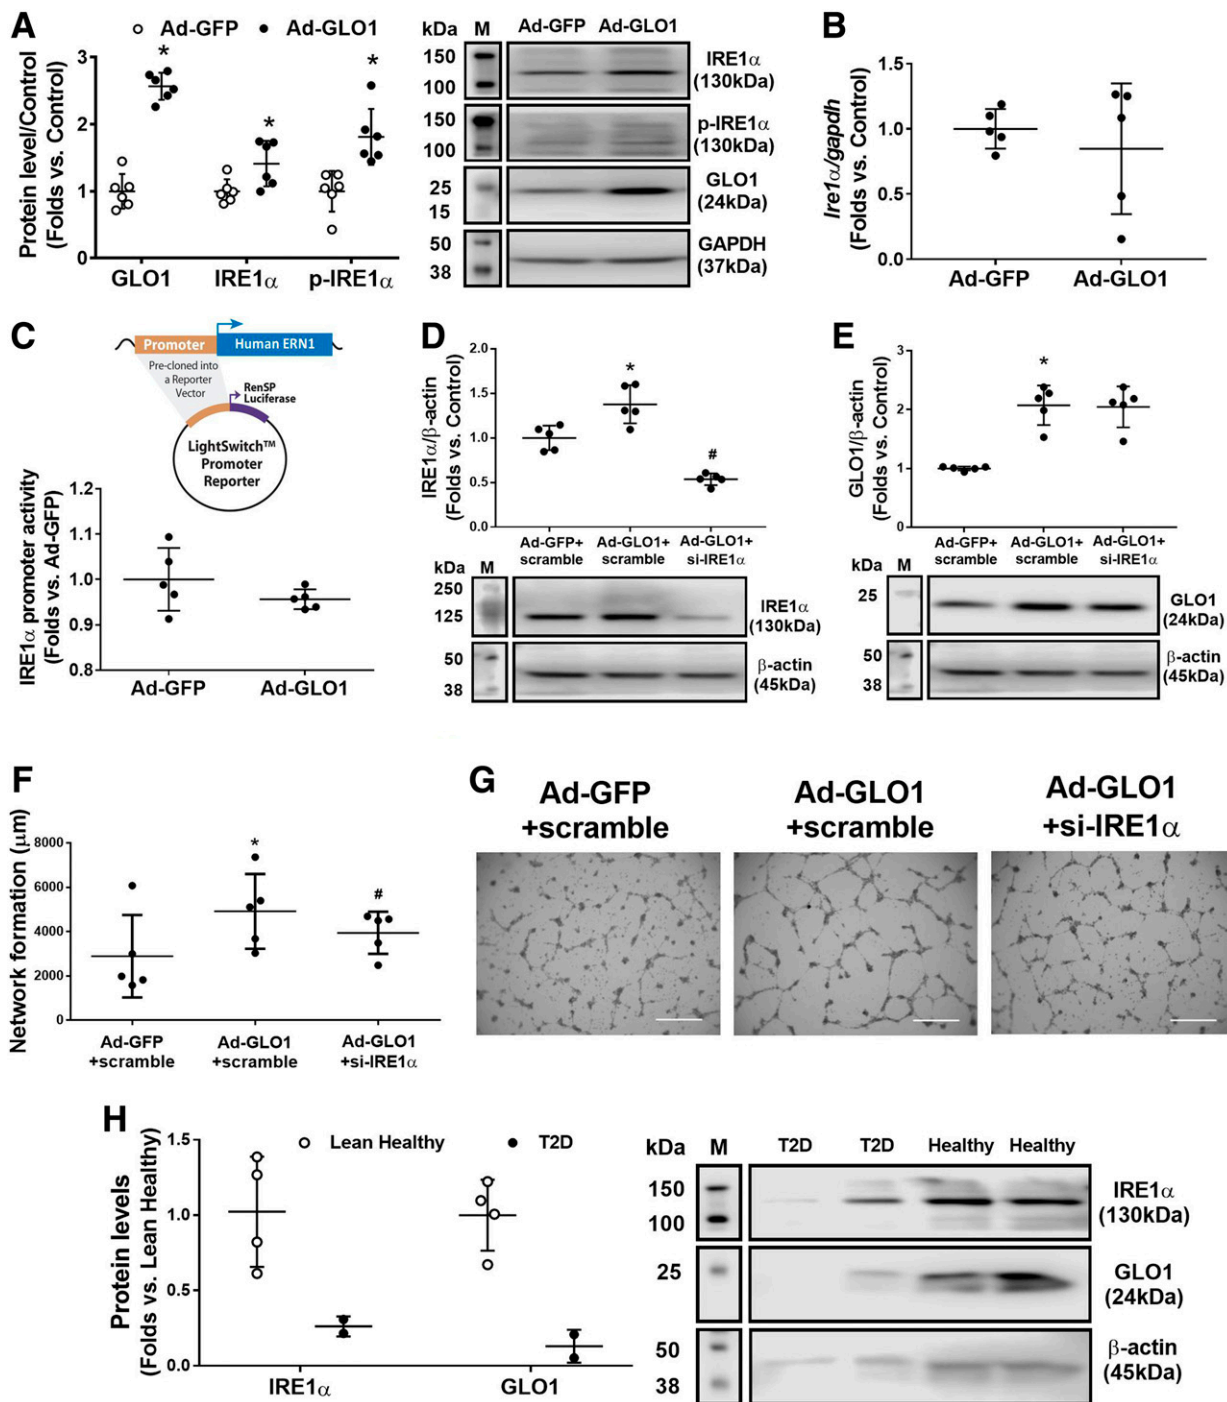 A
Ad-GFP Ad-GLO1
Protein level/Control
(Folds vs. Control)
3
2
1
0
* * *
GLO1 IRE1α p-IRE1α
kDa M Ad-GFP Ad-GLO1
150
100
IRE1α
(130kDa)
150
100
p-IRE1α
(130kDa)
25
15
GLO1
(24kDa)
50
38
GAPDH
(37kDa)
B
Ire1α/gapdh
(Folds vs. Control)
1.5
1.0
0.5
0.0
Ad-GFP Ad-GLO1
C
Promoter Human ERN1
Pre-cloned into
a Reporter
Vector
RenSP
Luciferase
LightSwitch™
Promoter
Reporter
IRE1α promoter activity
(Folds vs. Ad-GFP)
1.2
1.1
1.0
0.9
0.8
Ad-GFP Ad-GLO1
D
IRE1α/β-actin
(Folds vs. Control)
2.0
1.5
1.0
0.5
0.0
* #
Ad-GFP+ Ad-GLO1+ Ad-GLO1+
scramble scramble si-IRE1α
kDa M
250
125
IRE1α
(130kDa)
50
38
β-actin
(45kDa)
E
GLO1/β-actin
(Folds vs. Control)
3
2
1
0
*
Ad-GFP+ Ad-GLO1+ Ad-GLO1+
scramble scramble si-IRE1α
kDa M
25
GLO1
(24kDa)
50
38
β-actin
(45kDa)
F
Network formation (μm)
8000
6000
4000
2000
0
* #
Ad-GFP Ad-GLO1 Ad-GLO1
+scramble +scramble +si-IRE1α
G
Ad-GFP Ad-GLO1 Ad-GLO1
+scramble +scramble +si-IRE1α
H
Protein levels
(Folds vs. Lean Healthy)
1.5
1.0
0.5
0.0
Lean Healthy T2D
IRE1α GLO1
kDa M T2D T2D Healthy Healthy
150
100
IRE1α
(130kDa)
25
GLO1
(24kDa)
50
38
β-actin
(45kDa)